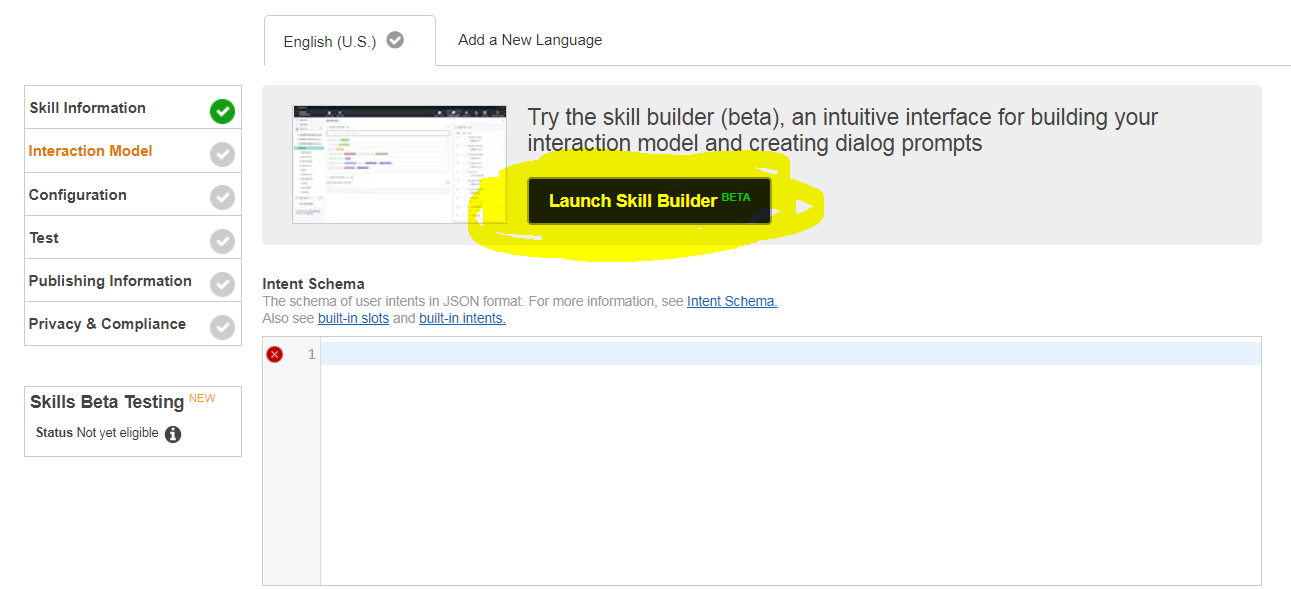 English (U.S.)
Add a New Language
Skill Information
Interaction Model
Configuration
Test
Publishing Information
Privacy & Compliance
Skills Beta Testing NEW
Status Not yet eligible
Try the skill builder (beta), an intuitive interface for building your
interaction model and creating dialog prompts
Launch Skill Builder BETA
Intent Schema
The schema of user intents in JSON format. For more information, see Intent Schema.
Also see built-in slots and built-in intents.
1